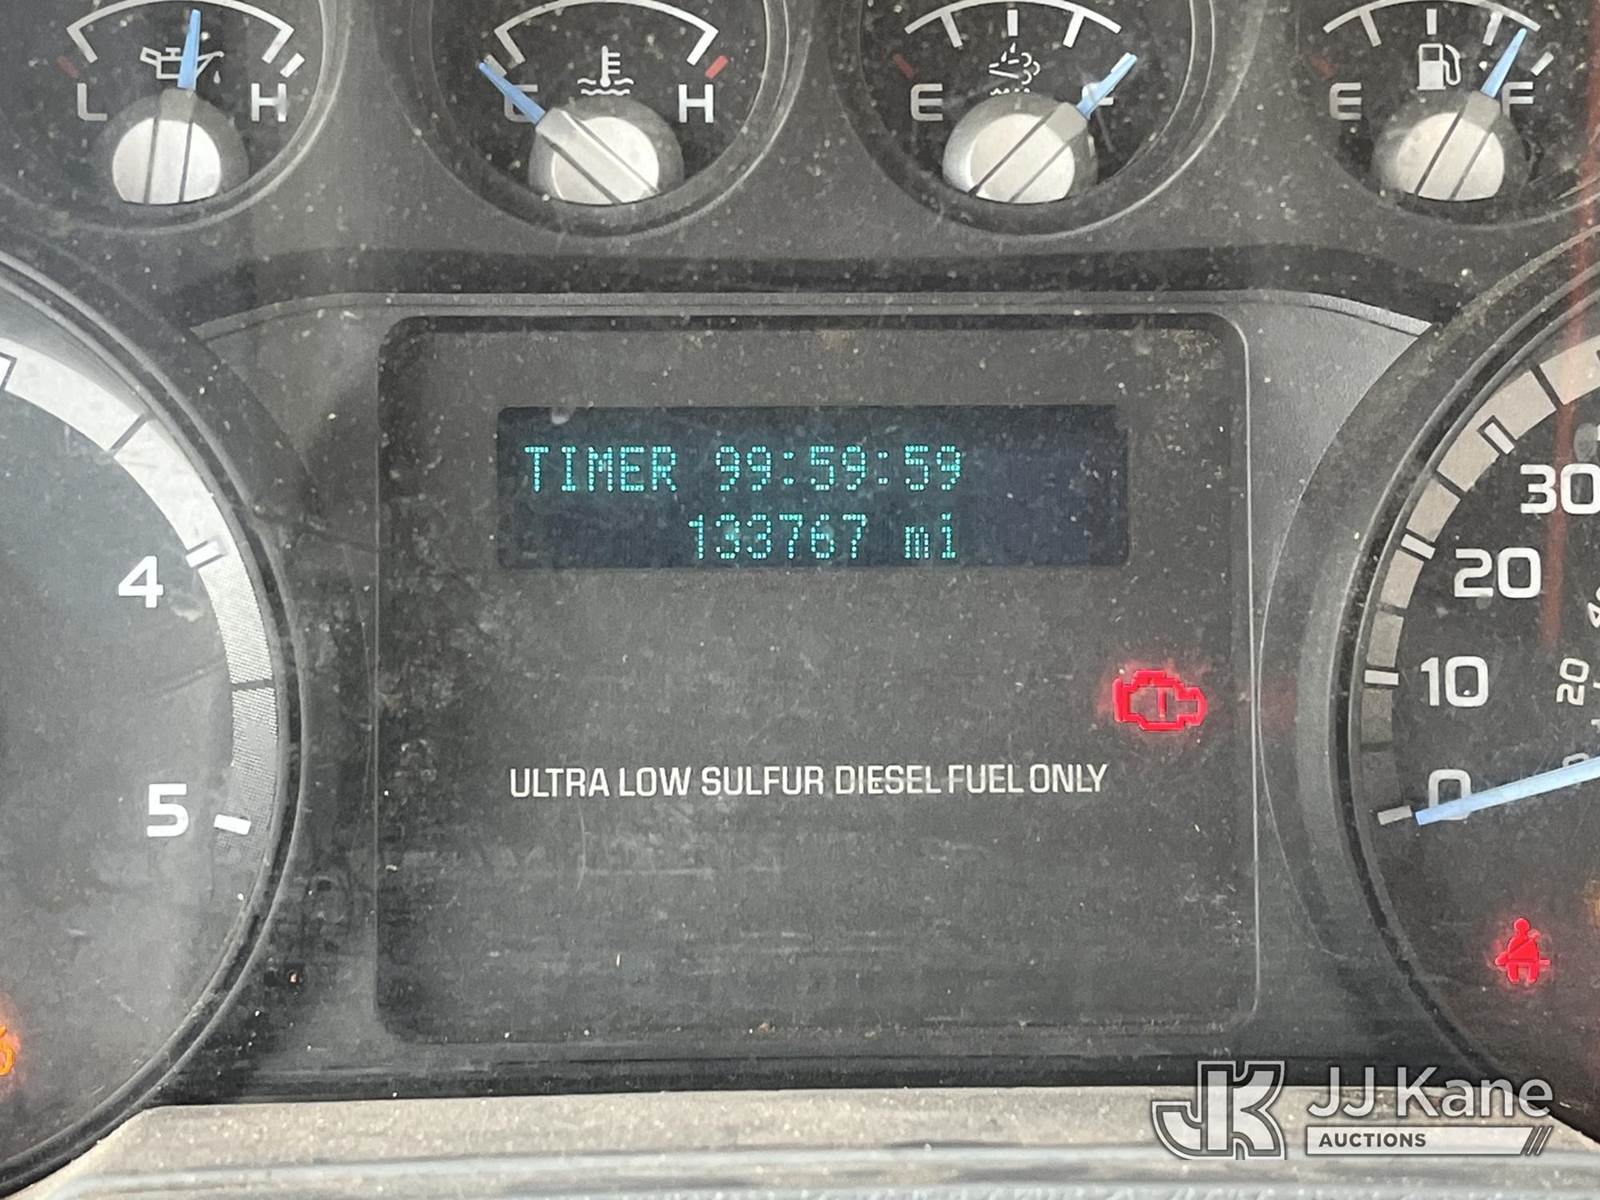 L H
C H
E F
E F
TIMER 99:59:59
133767 mi
ULTRA LOW SULFUR DIESEL FUEL ONLY
4
5
30
20
10
0
20
JJ Kane
AUCTIONS